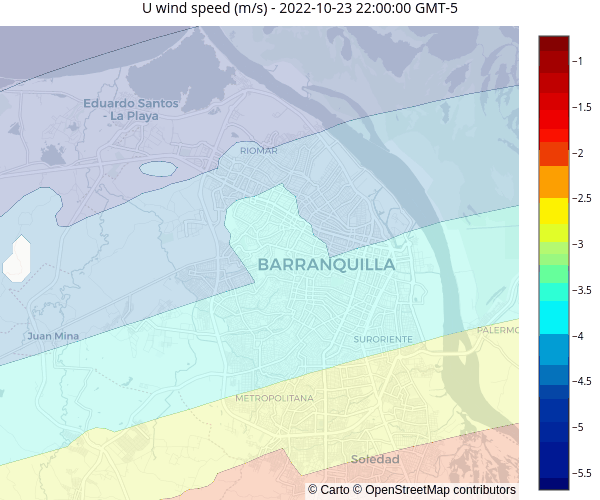 U wind speed (m/s) - 2022-10-23 22:00:00 GMT-5
Eduardo Santos
- La Playa
RIOMAR
BARRANQUILLA
Juan Mina
SURORIENTE
PALERMO
METROPOLITANA
Soledad
© Carto © OpenStreetMap contributors
−1
−1.5
−2
−2.5
−3
−3.5
−4
−4.5
−5
−5.5